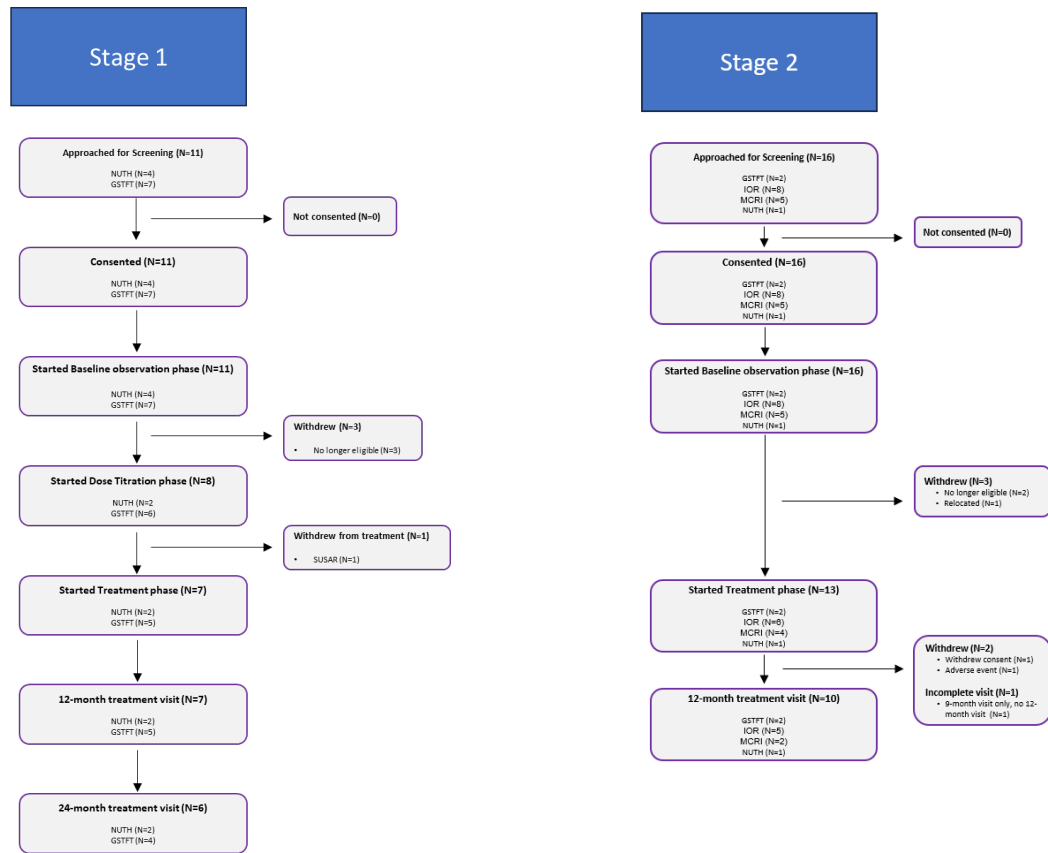 Stage 1
Approached for Screening (N=11)
NUTH (N=4)
GSTFT (N=7)
Not consented (N=0)
Consented (N=11)
NUTH (N=4)
GSTFT (N=7)
Started Baseline observation phase (N=11)
NUTH (N=4)
GSTFT (N=7)
Withdrew (N=3)
• No longer eligible (N=3)
Started Dose Titration phase (N=8)
NUTH (N=2
GSTFT (N=6)
Withdrew from treatment (N=1)
• SUSAR (N=1)
Started Treatment phase (N=7)
NUTH (N=2)
GSTFT (N=5)
12-month treatment visit (N=7)
NUTH (N=2)
GSTFT (N=5)
24-month treatment visit (N=6)
NUTH (N=2)
GSTFT (N=4)
Stage 2
Approached for Screening (N=16)
GSTFT (N=2)
IOR (N=8)
MCRI (N=5)
NUTH (N=1)
Not consented (N=0)
Consented (N=16)
GSTFT (N=2)
IOR (N=8)
MCRI (N=5)
NUTH (N=1)
Started Baseline observation phase (N=16)
GSTFT (N=2)
IOR (N=8)
MCRI (N=5)
NUTH (N=1)
Withdrew (N=3)
• No longer eligible (N=2)
• Relocated (N=1)
Started Treatment phase (N=13)
GSTFT (N=2)
IOR (N=6)
MCRI (N=4)
NUTH (N=1)
Withdrew (N=2)
• Withdrew consent (N=1)
• Adverse event (N=1)
Incomplete visit (N=1)
• 9-month visit only, no 12-
month visit (N=1)
12-month treatment visit (N=10)
GSTFT (N=2)
IOR (N=5)
MCRI (N=2)
NUTH (N=1)